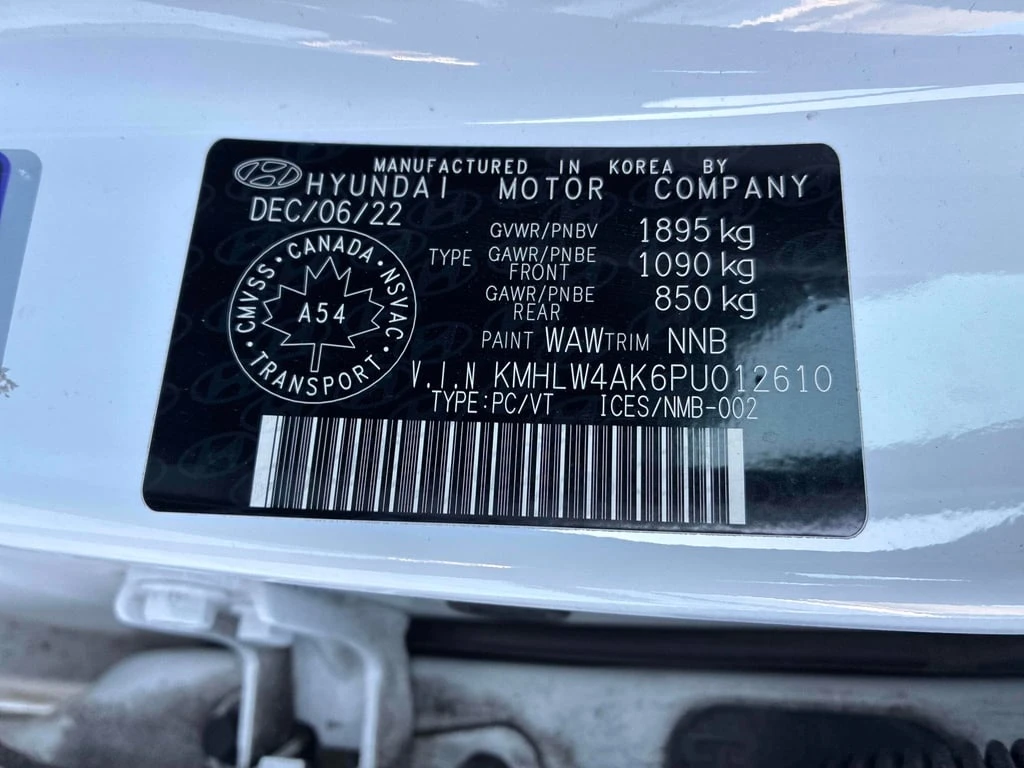 MANUFACTURED IN KOREA BY
HYUNDAI MOTOR COMPANY
DEC/06/22
GVWR/PNBV 1895 kg
TYPE GAWR/PNBE FRONT 1090 kg
GAWR/PNBE REAR 850 kg
PAINT WAW TRIM NNB
V.I.N KMHLW4AK6PU012610
TYPE:PC/VT ICES/NMB-002
CMVSS · CANADA · NSVAC · TRANSPORT ·
A54